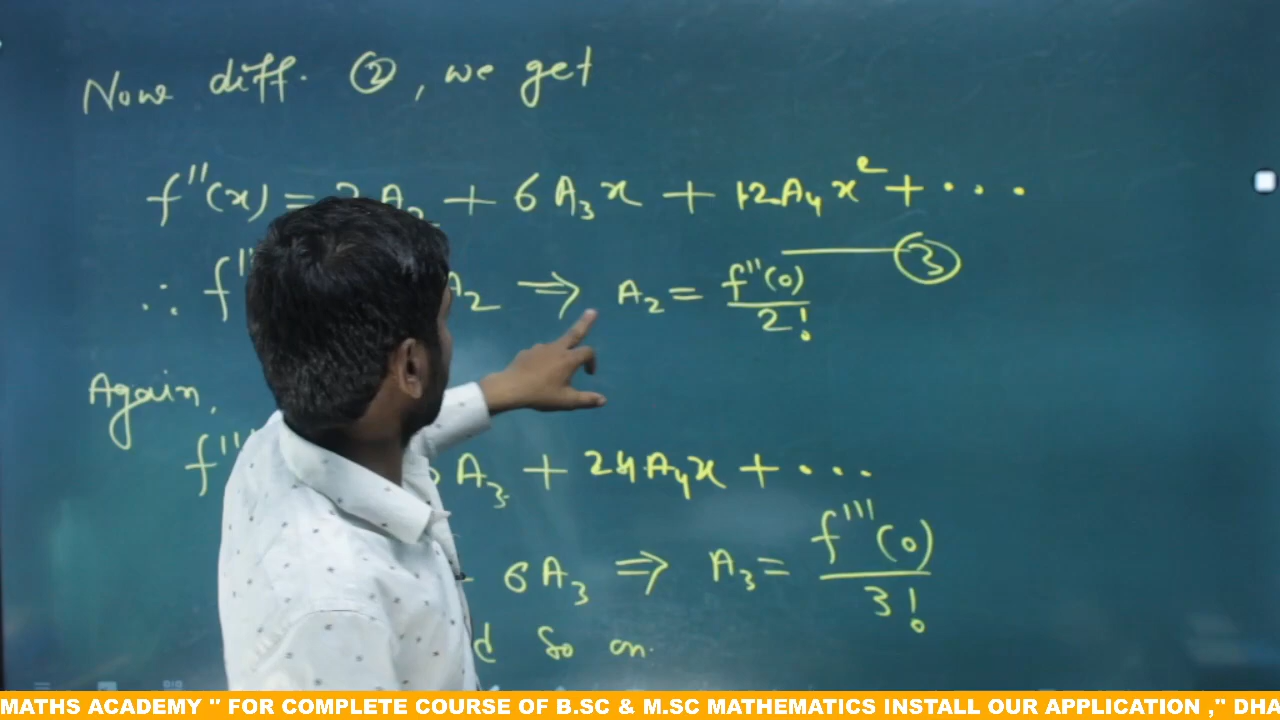 Now diff. ②, we get
f''(x) = 2A₂ + 6A₃x + 12A₄x² + ...
③
∴ f'' A₂ ⇒ A₂ = f''(0)/2!
Again,
f''' 6A₃ + 24A₄x + ...
6A₃ ⇒ A₃ = f'''(0)/3!
so on.
MATHS ACADEMY " FOR COMPLETE COURSE OF B.SC & M.SC MATHEMATICS INSTALL OUR APPLICATION ," DHA